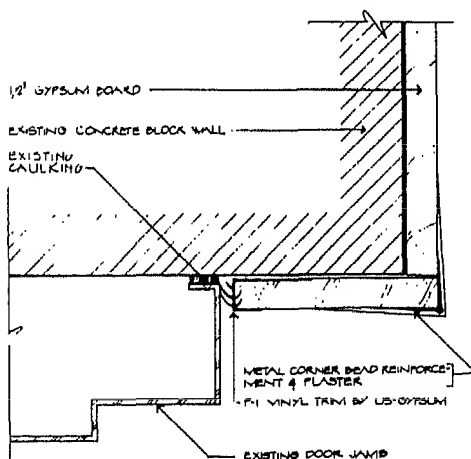 1/2" GYPSUM BOARD
EXISTING CONCRETE BLOCK WALL
EXISTING
CAULKING
METAL CORNER BEAD REINFORCE-
MENT & PLASTER
P-1 VINYL TRIM BY US-GYPSUM
EXISTING DOOR JAMB